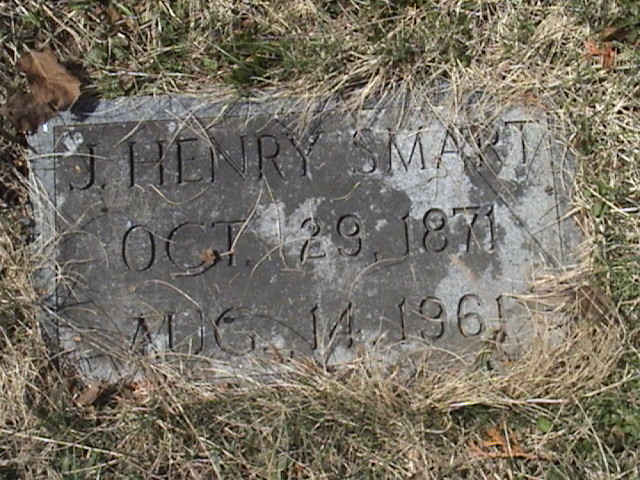 J. HENRY SMART
OCT. 29, 1871
AUG. 14, 1961